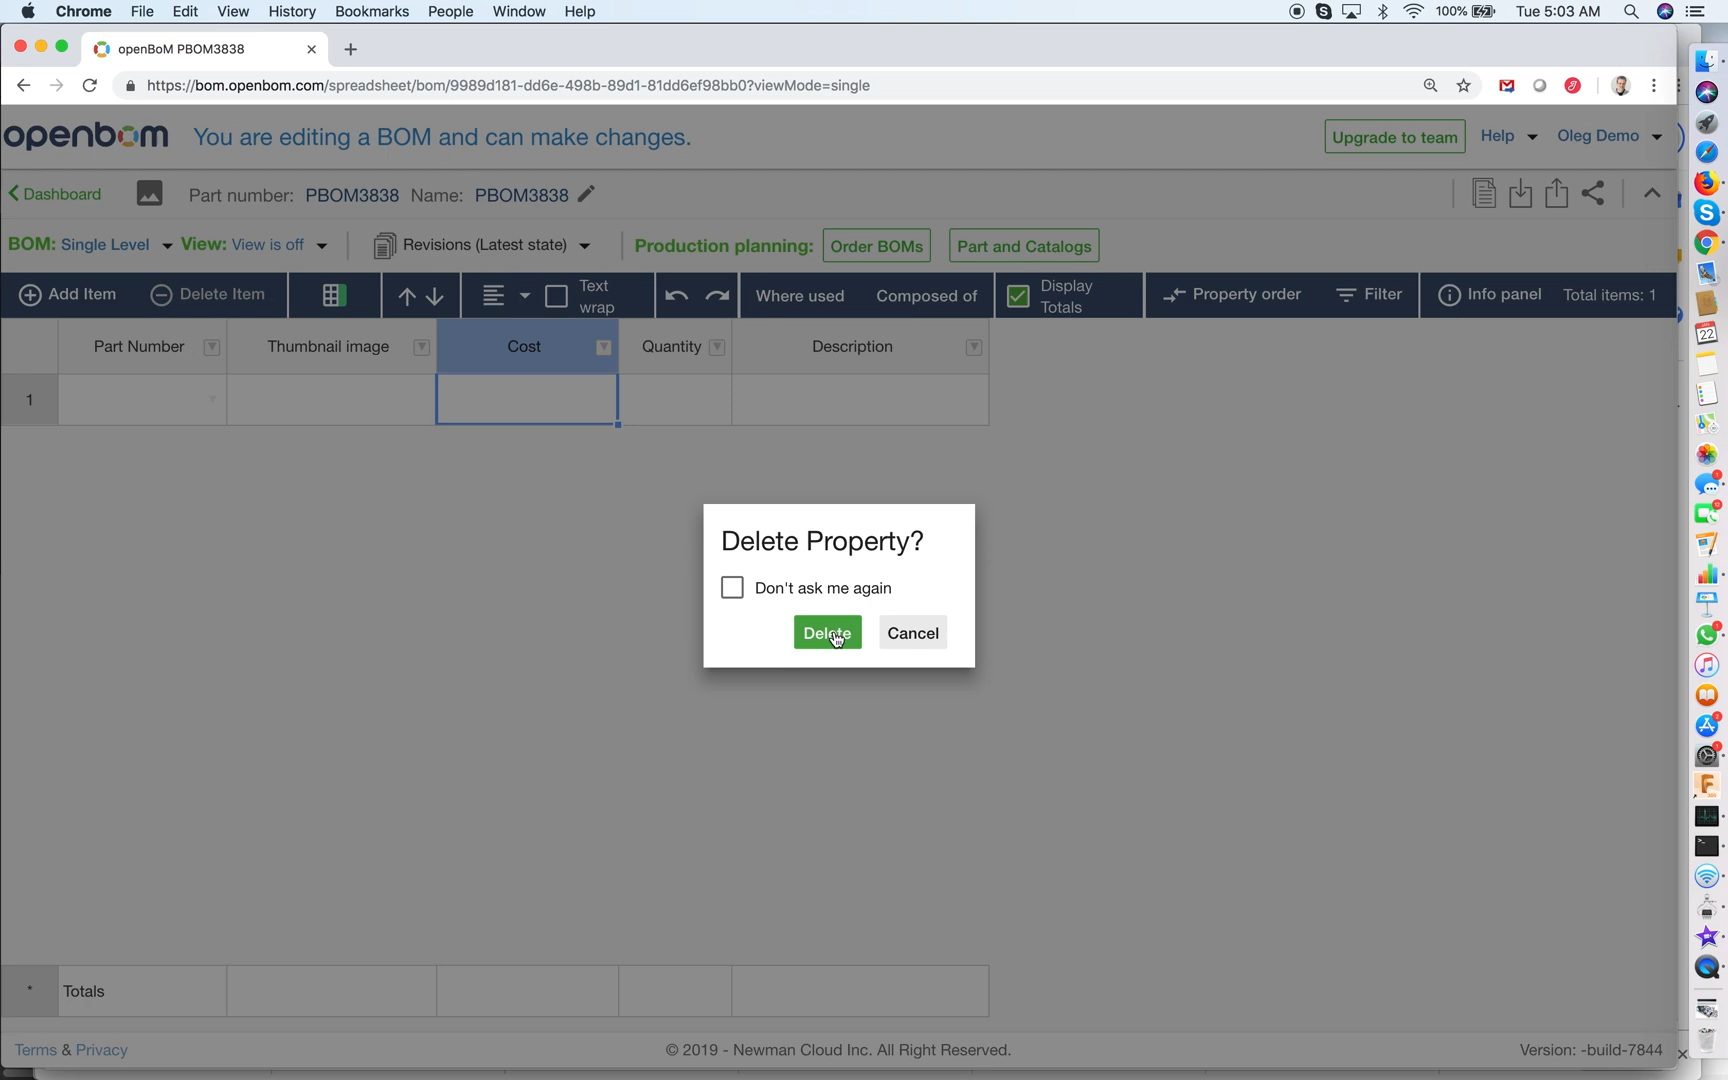 Chrome File Edit View History Bookmarks People Window Help 100% Tue 5:03 AM
openBoM PBOM3838
https://bom.openbom.com/spreadsheet/bom/9989d181-dd6e-498b-89d1-81dd6ef98bb0?viewMode=single
openbom You are editing a BOM and can make changes. Upgrade to team Help Oleg Demo
Dashboard Part number: PBOM3838 Name: PBOM3838
BOM: Single Level View: View is off Revisions (Latest state) Production planning: Order BOMs Part and Catalogs
Add Item Delete Item Text wrap Where used Composed of Display Totals Property order Filter Info panel Total items: 1
Part Number Thumbnail image Cost Quantity Description
1
Delete Property?
Don't ask me again
Delete Cancel
* Totals
Terms & Privacy © 2019 - Newman Cloud Inc. All Right Reserved. Version: -build-7844